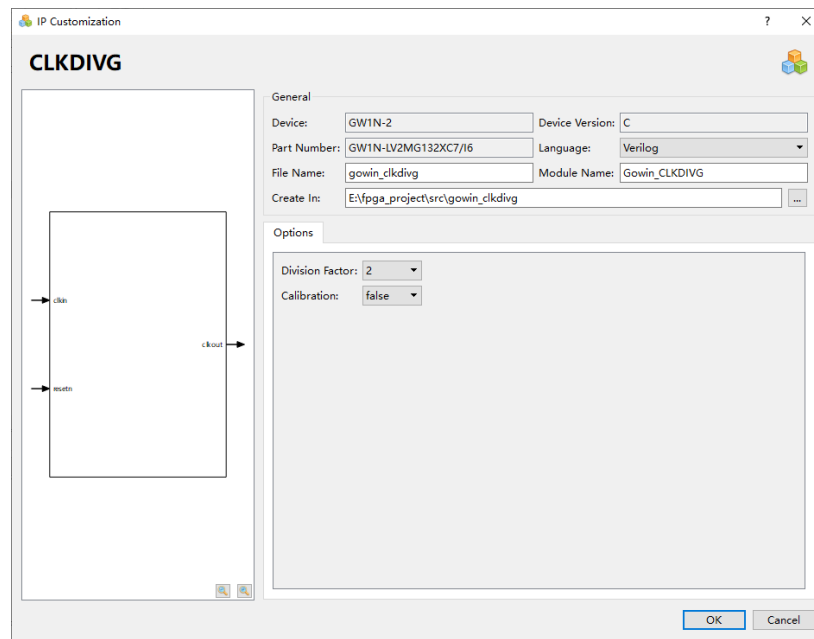 IP Customization ?
CLKDIVG
General
Device: GW1N-2 Device Version: C
Part Number: GW1N-LV2MG132XC7/I6 Language: Verilog
File Name: gowin_clkdivg Module Name: Gowin_CLKDIVG
Create In: E:\fpga_project\src\gowin_clkdivg ...
Options
Division Factor: 2
Calibration: false
clkin
clkout
resetn
OK Cancel